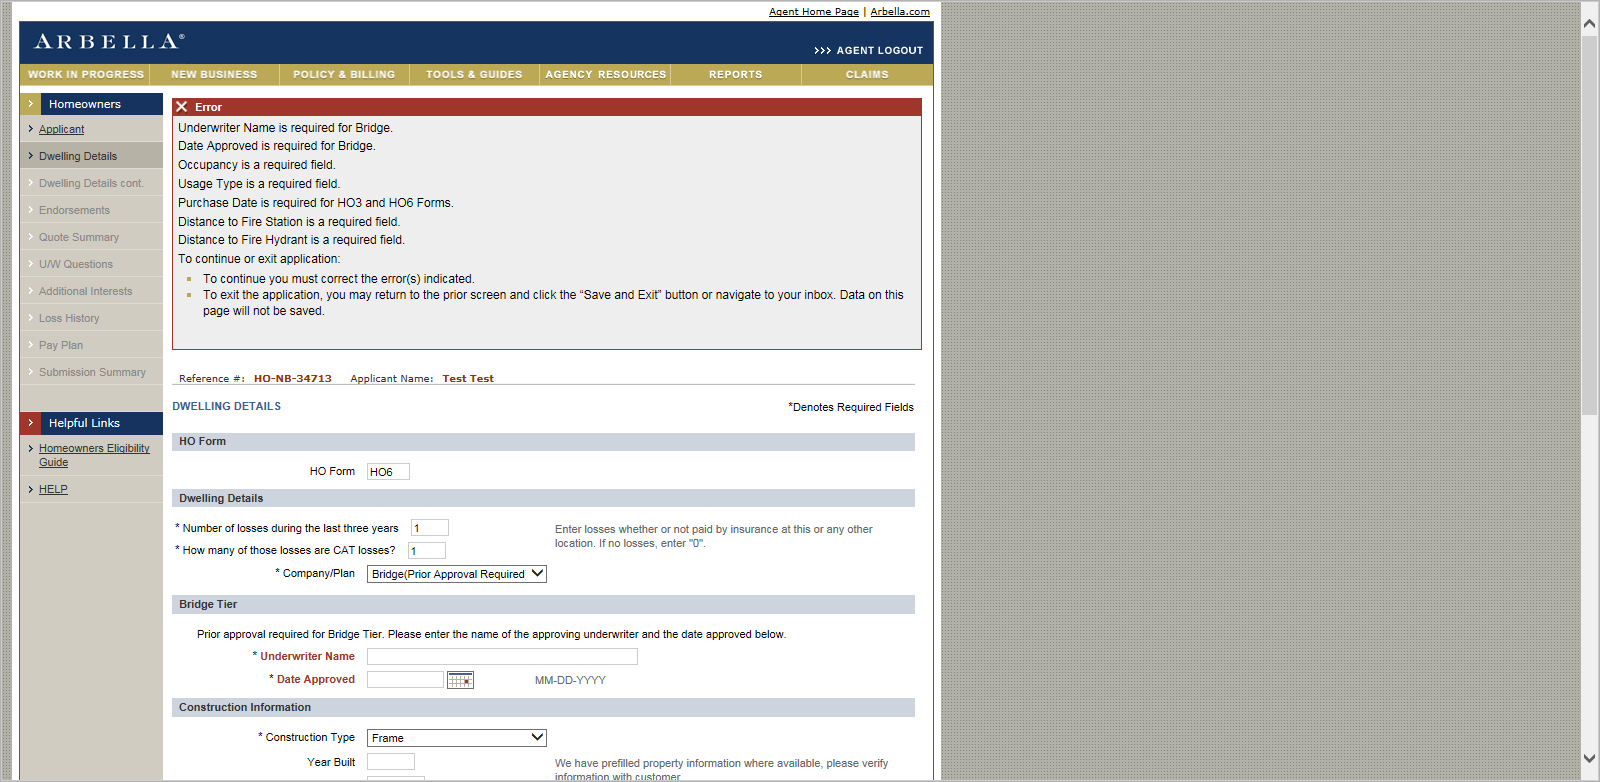 Agent Home Page | Arbella.com
ARBELLA®
>>> AGENT LOGOUT
WORK IN PROGRESS NEW BUSINESS POLICY & BILLING TOOLS & GUIDES AGENCY RESOURCES REPORTS CLAIMS
Homeowners
Applicant
Dwelling Details
Dwelling Details cont.
Endorsements
Quote Summary
U/W Questions
Additional Interests
Loss History
Pay Plan
Submission Summary
Helpful Links
Homeowners Eligibility
Guide
HELP
Error
Underwriter Name is required for Bridge.
Date Approved is required for Bridge.
Occupancy is a required field.
Usage Type is a required field.
Purchase Date is required for HO3 and HO6 Forms.
Distance to Fire Station is a required field.
Distance to Fire Hydrant is a required field.
To continue or exit application:
To continue you must correct the error(s) indicated.
To exit the application, you may return to the prior screen and click the “Save and Exit” button or navigate to your inbox. Data on this
page will not be saved.
Reference #: HO-NB-34713 Applicant Name: Test Test
DWELLING DETAILS *Denotes Required Fields
HO Form
HO Form HO6
Dwelling Details
* Number of losses during the last three years 1
Enter losses whether or not paid by insurance at this or any other
location. If no losses, enter "0".
* How many of those losses are CAT losses? 1
* Company/Plan Bridge(Prior Approval Required
Bridge Tier
Prior approval required for Bridge Tier. Please enter the name of the approving underwriter and the date approved below.
* Underwriter Name
* Date Approved MM-DD-YYYY
Construction Information
* Construction Type Frame
Year Built
We have prefilled property information where available, please verify
information with customer